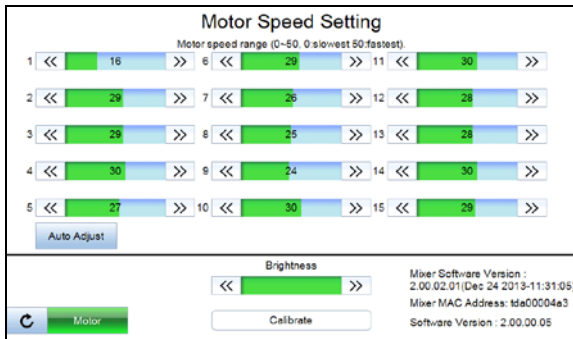 Motor Speed Setting
Motor speed range (0~50, 0:slowest 50:fastest).
1 << 16 >> 6 << 29 >> 11 << 30 >>
2 << 29 >> 7 << 26 >> 12 << 28 >>
3 << 29 >> 8 << 25 >> 13 << 28 >>
4 << 30 >> 9 << 24 >> 14 << 30 >>
5 << 27 >> 10 << 30 >> 15 << 29 >>
Auto Adjust
Brightness
<< >>
Calibrate
Motor
Mixer Software Version :
2.00.02.01(Dec 24 2013-11:31:05)
Mixer MAC Address: tda00004a3
Software Version : 2.00.00.05